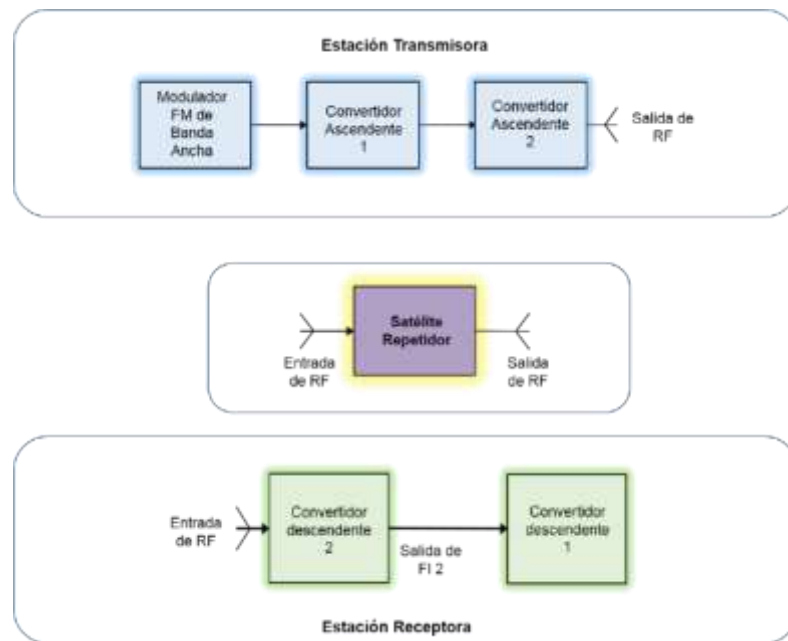 Estación Transmisora
Modulador
FM de
Banda
Ancha
Convertidor
Ascendente
1
Convertidor
Ascendente
2
Salida de
RF
Satélite
Repetidor
Entrada
de RF
Salida
de RF
Entrada
de RF
Convertidor
descendente
2
Salida de
FI 2
Convertidor
descendente
1
Estación Receptora